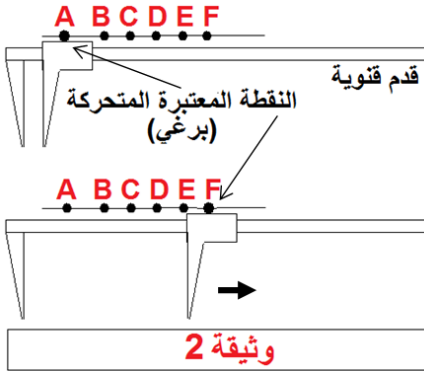 A B C D E F
قدم قنوية
النقطة المعتبرة المتحركة
(برغي)
A B C D E F
وثيقة 2